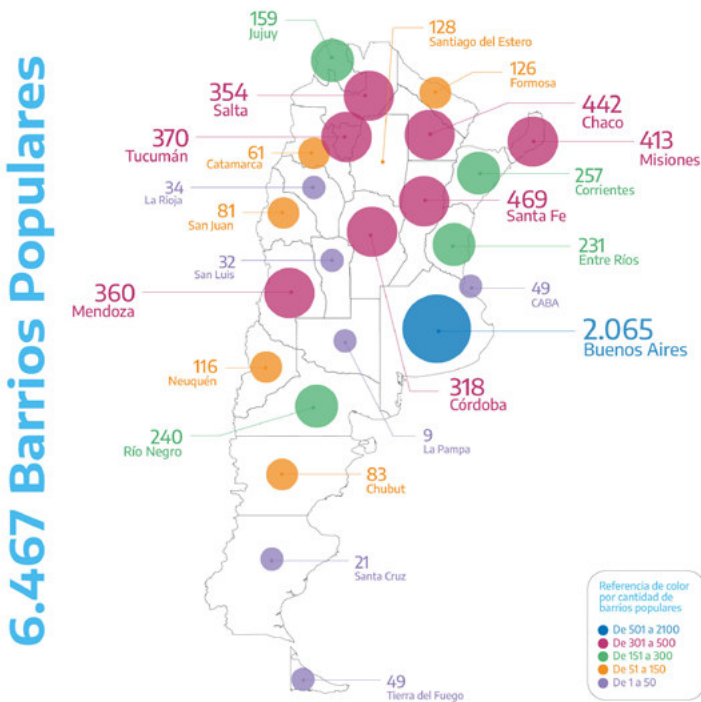 6.467 Barrios Populares
159
Jujuy
128
Santiago del Estero
126
Formosa
354
Salta
442
Chaco
370
Tucumán
413
Misiones
61
Catamarca
257
Corrientes
34
La Rioja
469
Santa Fe
81
San Juan
231
Entre Ríos
32
San Luis
49
CABA
360
Mendoza
2.065
Buenos Aires
116
Neuquén
318
Córdoba
240
Río Negro
9
La Pampa
83
Chubut
21
Santa Cruz
49
Tierra del Fuego
Referencia de color
por cantidad de
barrios populares
De 501 a 2100
De 301 a 500
De 151 a 300
De 51 a 150
De 1 a 50